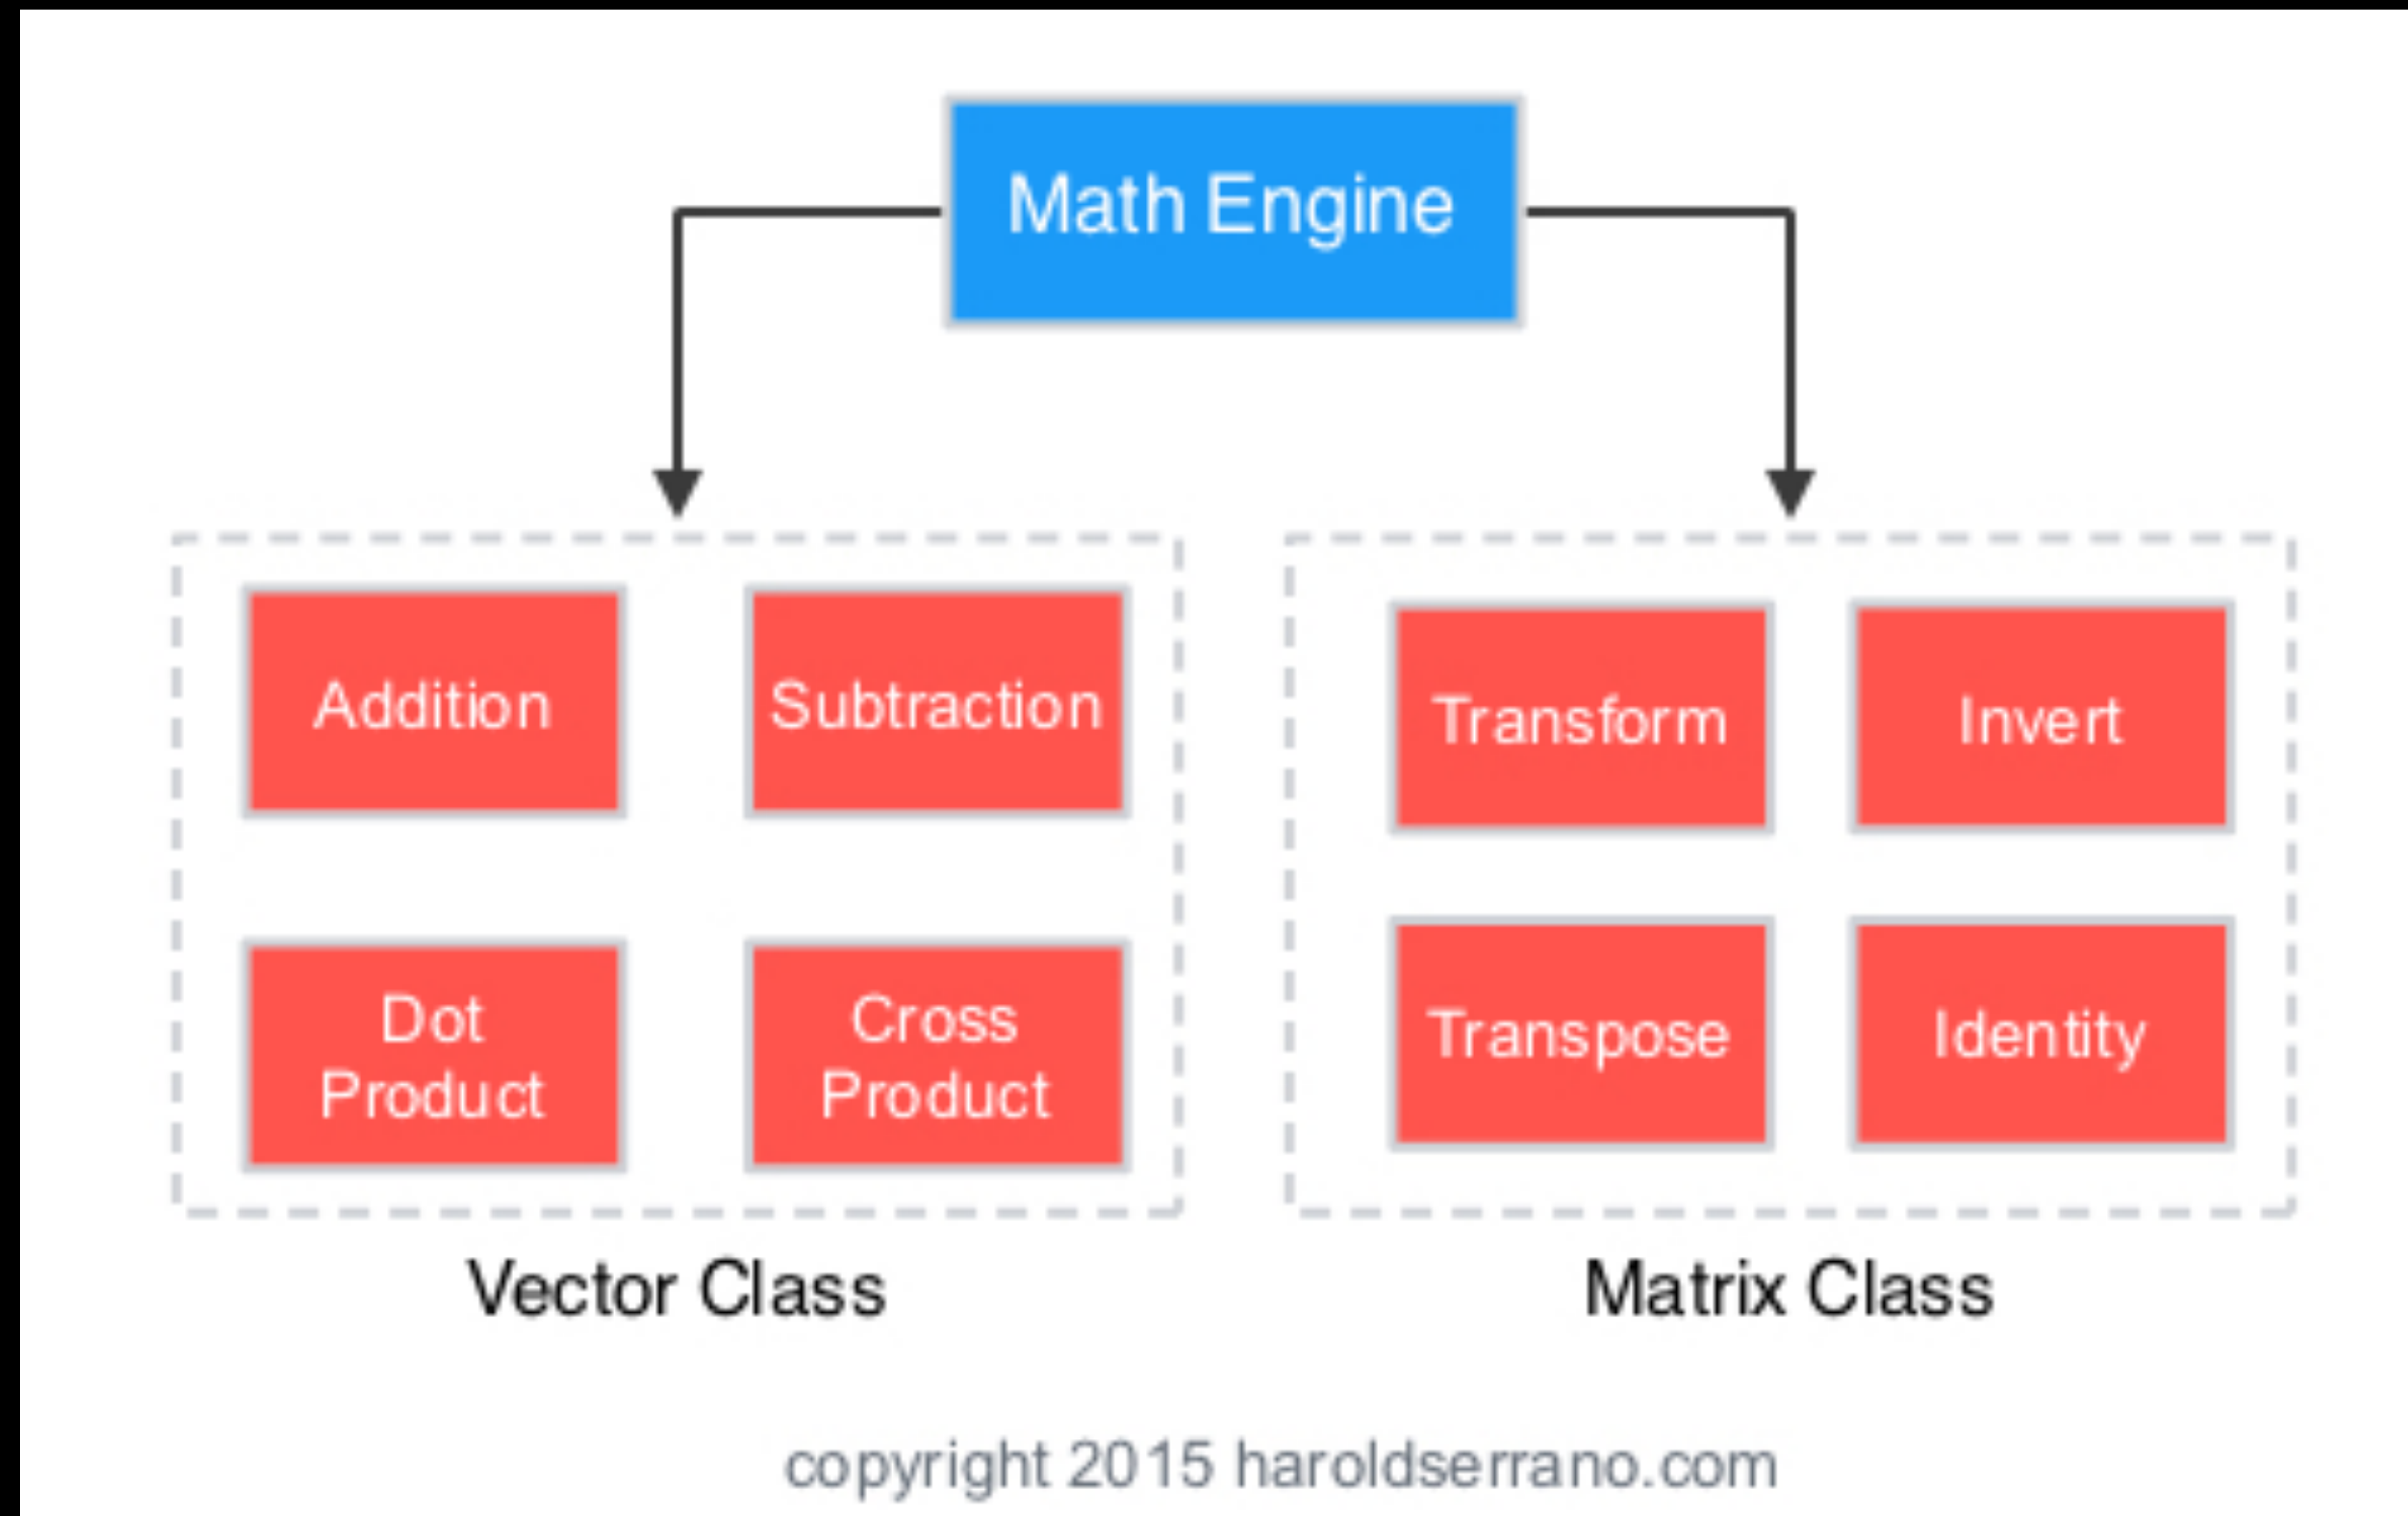 Math Engine
Addition
Subtraction
Dot
Product
Cross
Product
Vector Class
Transform
Invert
Transpose
Identity
Matrix Class
copyright 2015 haroldserrano.com